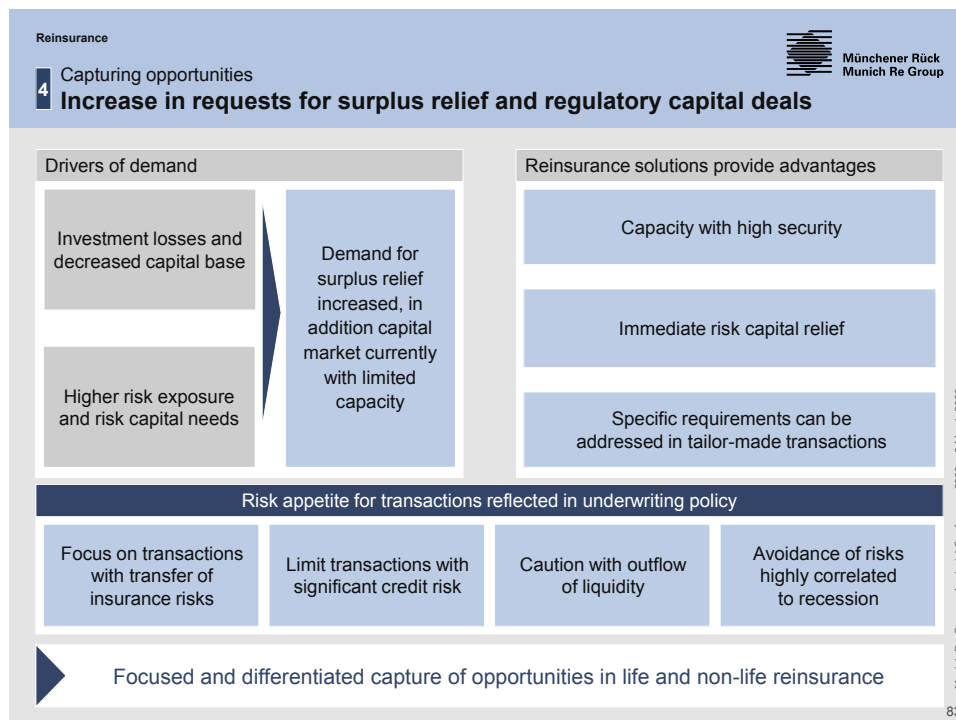 Reinsurance
Münchener Rück
Munich Re Group
4
Capturing opportunities
Increase in requests for surplus relief and regulatory capital deals
Drivers of demand
Investment losses and
decreased capital base
Higher risk exposure
and risk capital needs
Demand for
surplus relief
increased, in
addition capital
market currently
with limited
capacity
Reinsurance solutions provide advantages
Capacity with high security
Immediate risk capital relief
Specific requirements can be
addressed in tailor-made transactions
Risk appetite for transactions reflected in underwriting policy
Focus on transactions
with transfer of
insurance risks
Limit transactions with
significant credit risk
Caution with outflow
of liquidity
Avoidance of risks
highly correlated
to recession
Focused and differentiated capture of opportunities in life and non-life reinsurance
83